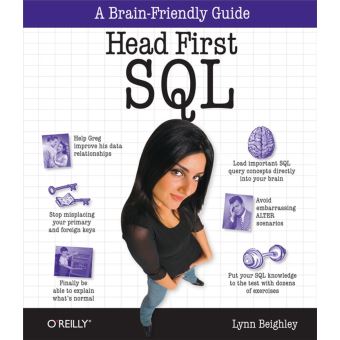 A Brain-Friendly Guide
Head First
SQL
Help Greg
improve his data
relationships
Load important SQL
query concepts directly
into your brain
Stop misplacing
your primary
and foreign keys
Avoid
embarrassing
ALTER
scenarios
Finally be
able to explain
what's normal
Put your SQL knowledge
to the test with dozens
of exercises
O'REILLY®
Lynn Beighley